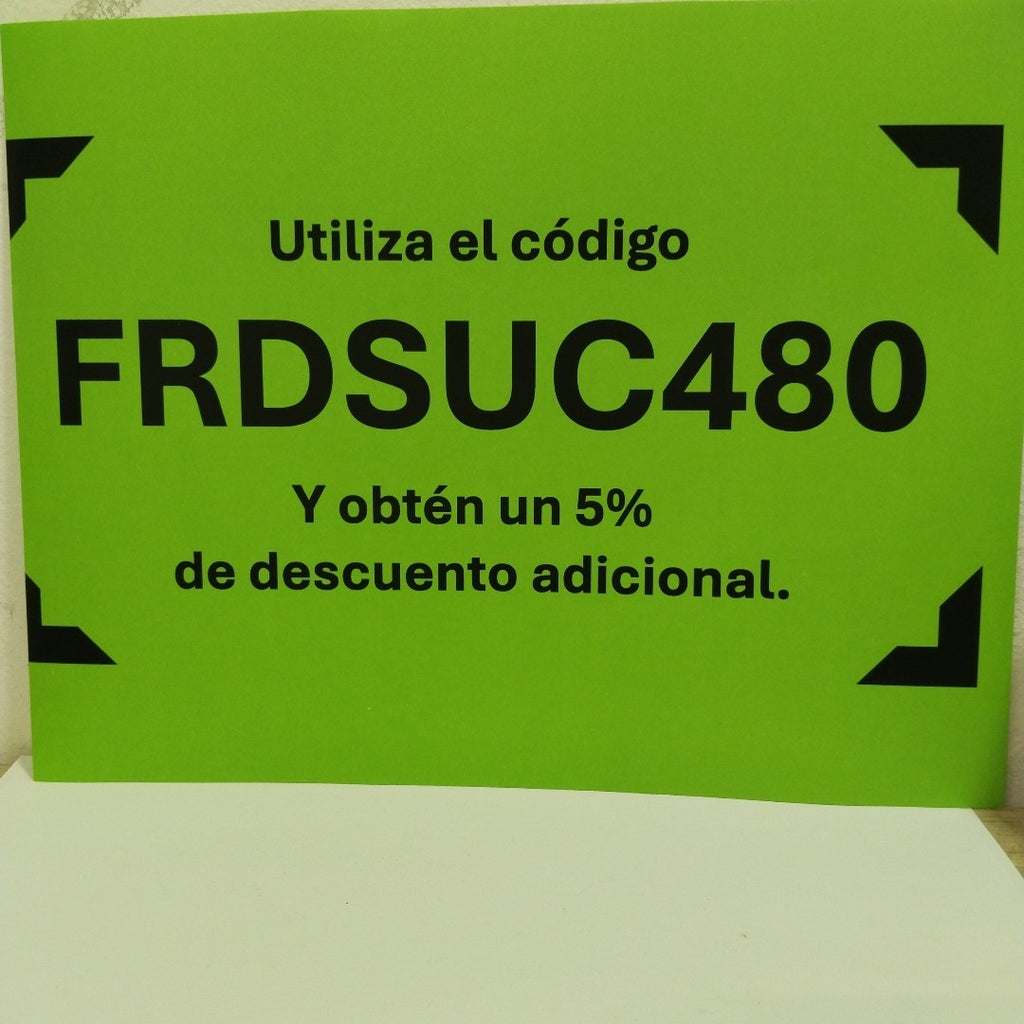 Utiliza el código
FRDSUC480
Y obtén un 5%
de descuento adicional.